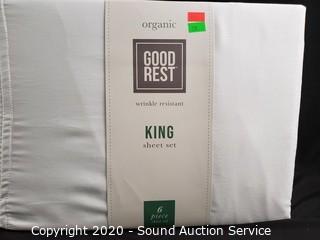 organic
GOOD
REST
wrinkle resistant
KING
sheet set
6
piece
Copyright 2020 - Sound Auction Service